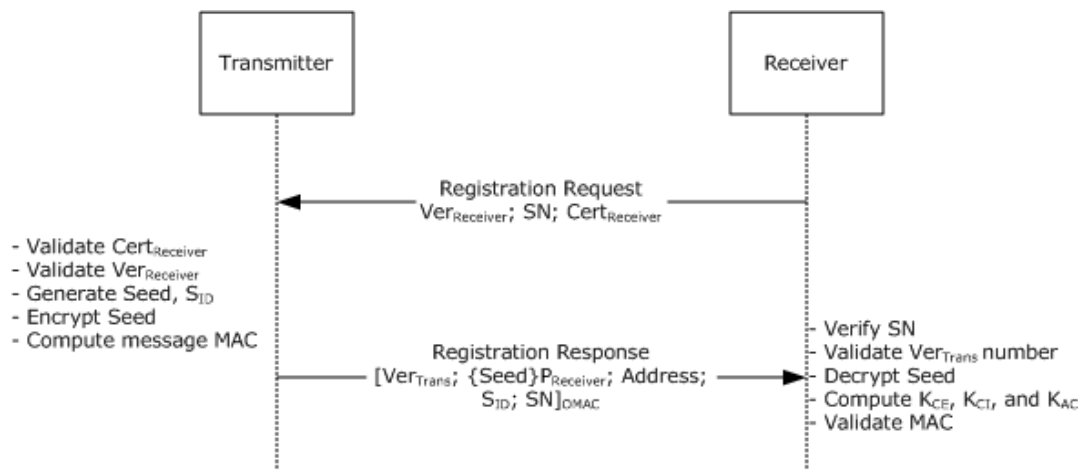 Transmitter
Receiver
Registration Request
VerReceiver; SN; CertReceiver
- Validate CertReceiver
- Validate VerReceiver
- Generate Seed, SID
- Encrypt Seed
- Compute message MAC
Registration Response
[VerTrans; {Seed}PReceiver; Address;
SID; SN]OMAC
- Verify SN
- Validate VerTrans number
- Decrypt Seed
- Compute KCE, KCI, and KAC
- Validate MAC